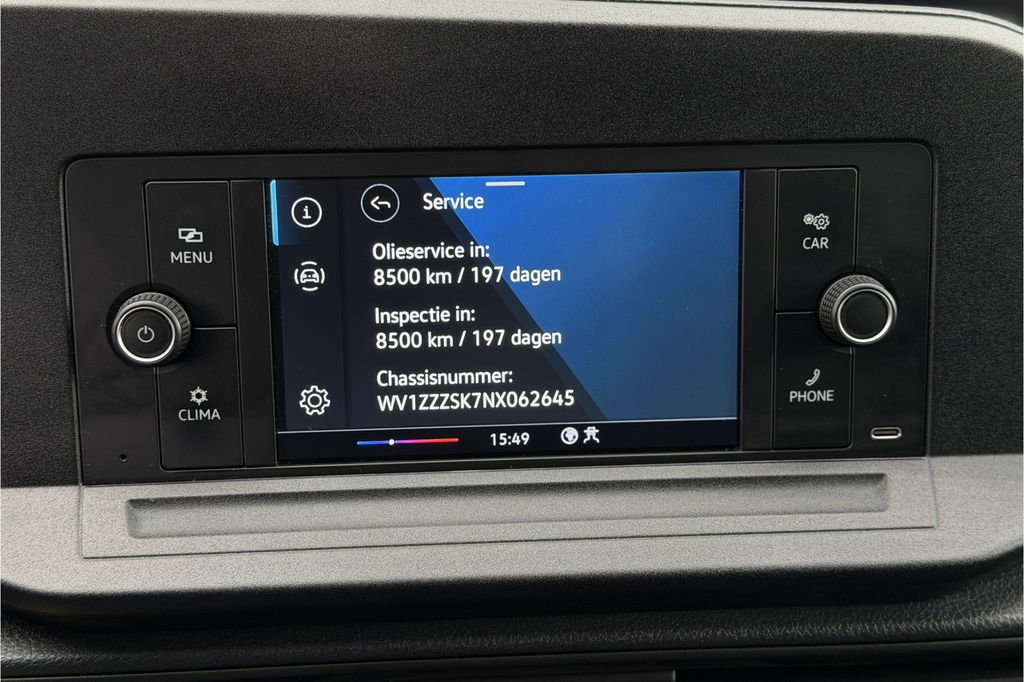 Service
MENU
CAR
Olieservice in:
8500 km / 197 dagen
Inspectie in:
8500 km / 197 dagen
Chassisnummer:
WV1ZZZSK7NX062645
CLIMA
PHONE
15:49